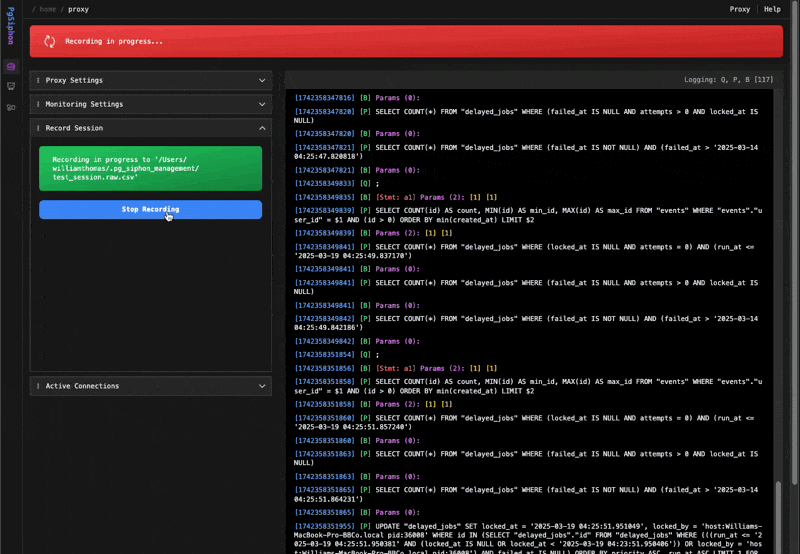 PgSiphon
/ home / proxy
Proxy Help
Recording in progress...
Proxy Settings
Monitoring Settings
Record Session
Recording in progress to '/Users/
willianthomas/.pg_siphon_management/
test_session.raw.csv'
Stop Recording
Active Connections
Logging: Q, P, B [117]
[1742358347816] [B] Params (0):
[1742358347820] [P] SELECT COUNT(*) FROM "delayed_jobs" WHERE (failed_at IS NULL and attempts > 0 AND locked_at IS
NULL)
[1742358347820] [B] Params (0):
[1742358347821] [P] SELECT COUNT(*) FROM "delayed_jobs" WHERE (failed_at IS NOT NULL) AND (failed_at > '2025-03-14
04:25:47.820818')
[1742358347821] [B] Params (0):
[1742358349833] [Q] ;
[1742358349835] [B] [Stmt: a1] Params (2): [1] [1]
[1742358349839] [P] SELECT COUNT(id) AS count, MIN(id) AS min_id, MAX(id) AS max_id FROM "events" WHERE "events"."u
ser_id" = $1 AND (id > 0) ORDER BY min(created_at) LIMIT $2
[1742358349839] [B] Params (2): [1] [1]
[1742358349841] [P] SELECT COUNT(*) FROM "delayed_jobs" WHERE (locked_at IS NULL AND attempts = 0) AND (run_at <=
'2025-03-19 04:25:49.837170')
[1742358349841] [B] Params (0):
[1742358349841] [P] SELECT COUNT(*) FROM "delayed_jobs" WHERE (failed_at IS NULL AND attempts > 0 AND locked_at IS
NULL)
[1742358349841] [B] Params (0):
[1742358349842] [P] SELECT COUNT(*) FROM "delayed_jobs" WHERE (failed_at IS NOT NULL) AND (failed_at > '2025-03-14
04:25:49.842186')
[1742358349842] [B] Params (0):
[1742358351854] [Q] ;
[1742358351856] [B] [Stmt: a1] Params (2): [1] [1]
[1742358351858] [P] SELECT COUNT(id) AS count, MIN(id) AS min_id, MAX(id) AS max_id FROM "events" WHERE "events"."u
ser_id" = $1 AND (id > 0) ORDER BY min(created_at) LIMIT $2
[1742358351858] [B] Params (2): [1] [1]
[1742358351860] [P] SELECT COUNT(*) FROM "delayed_jobs" WHERE (locked_at IS NULL AND attempts = 0) AND (run_at <=
'2025-03-19 04:25:51.857240')
[1742358351860] [B] Params (0):
[1742358351863] [P] SELECT COUNT(*) FROM "delayed_jobs" WHERE (failed_at IS NULL AND attempts > 0 AND locked_at IS
NULL)
[1742358351863] [B] Params (0):
[1742358351865] [P] SELECT COUNT(*) FROM "delayed_jobs" WHERE (failed_at IS NOT NULL) AND (failed_at > '2025-03-14
04:25:51.864231')
[1742358351865] [B] Params (0):
[1742358351955] [P] UPDATE "delayed_jobs" SET locked_at = '2025-03-19 04:25:51.951049', locked_by = 'host:Williams-
MacBook-Pro-BBCo.local pid:36008' WHERE id IN (SELECT "delayed_jobs"."id" FROM "delayed_jobs" WHERE (((run_at <= '2
025-03-19 04:25:51.950381' AND (locked_at IS NULL OR locked_at < '2025-03-19 04:23:51.950406')) OR locked_by = 'hos
t:Williams-MacBook-Pro-BBCo.local pid:36008') AND failed_at IS NULL) ORDER BY priority ASC, run_at ASC LIMIT 1 FOR